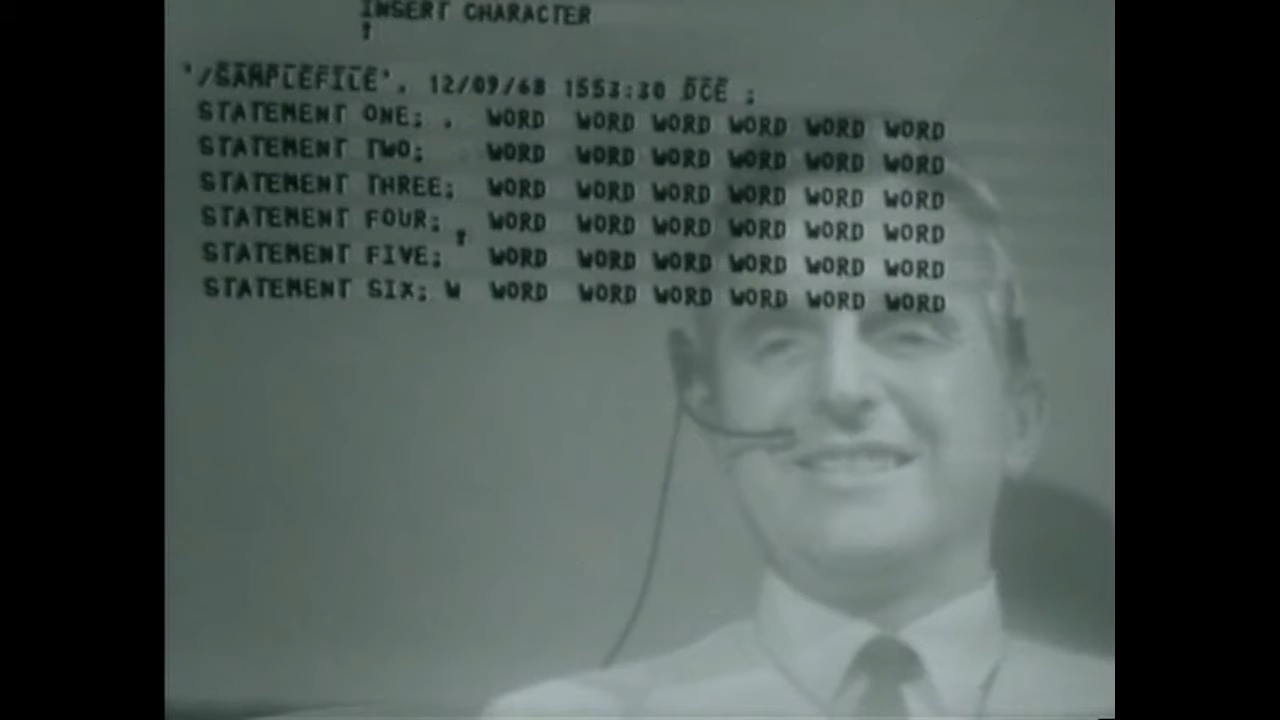 INSERT CHARACTER
↑
'/SAMPLEFILE', 12/09/68 1553:30 DCE ;
STATEMENT ONE; . WORD WORD WORD WORD WORD WORD
STATEMENT TWO; WORD WORD WORD WORD WORD WORD
STATEMENT THREE; WORD WORD WORD WORD WORD WORD
STATEMENT FOUR; WORD WORD WORD WORD WORD WORD
↑
STATEMENT FIVE; WORD WORD WORD WORD WORD WORD
STATEMENT SIX; W WORD WORD WORD WORD WORD WORD